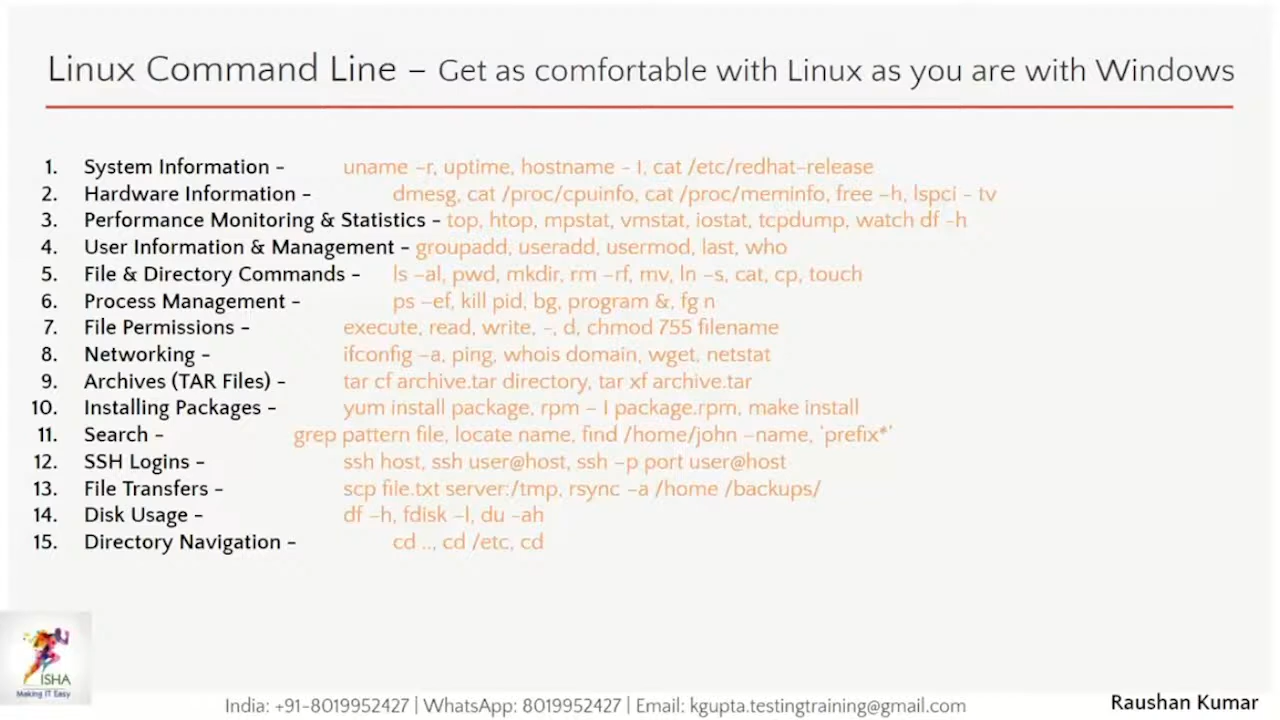 Linux Command Line – Get as comfortable with Linux as you are with Windows
1. System Information – uname –r, uptime, hostname – I, cat /etc/redhat-release
2. Hardware Information – dmesg, cat /proc/cpuinfo, cat /proc/meminfo, free –h, lspci – tv
3. Performance Monitoring & Statistics – top, htop, mpstat, vmstat, iostat, tcpdump, watch df -h
4. User Information & Management – groupadd, useradd, usermod, last, who
5. File & Directory Commands – ls –al, pwd, mkdir, rm –rf, mv, ln –s, cat, cp, touch
6. Process Management – ps –ef, kill pid, bg, program &, fg n
7. File Permissions – execute, read, write, -, d, chmod 755 filename
8. Networking – ifconfig –a, ping, whois domain, wget, netstat
9. Archives (TAR Files) – tar cf archive.tar directory, tar xf archive.tar
10. Installing Packages – yum install package, rpm – I package.rpm, make install
11. Search – grep pattern file, locate name, find /home/john –name, ‘prefix*’
12. SSH Logins – ssh host, ssh user@host, ssh –p port user@host
13. File Transfers – scp file.txt server:/tmp, rsync –a /home /backups/
14. Disk Usage – df –h, fdisk –l, du -ah
15. Directory Navigation – cd .., cd /etc, cd
ISHA
Making IT Easy
India: +91-8019952427 | WhatsApp: 8019952427 | Email: kgupta.testingtraining@gmail.com
Raushan Kumar